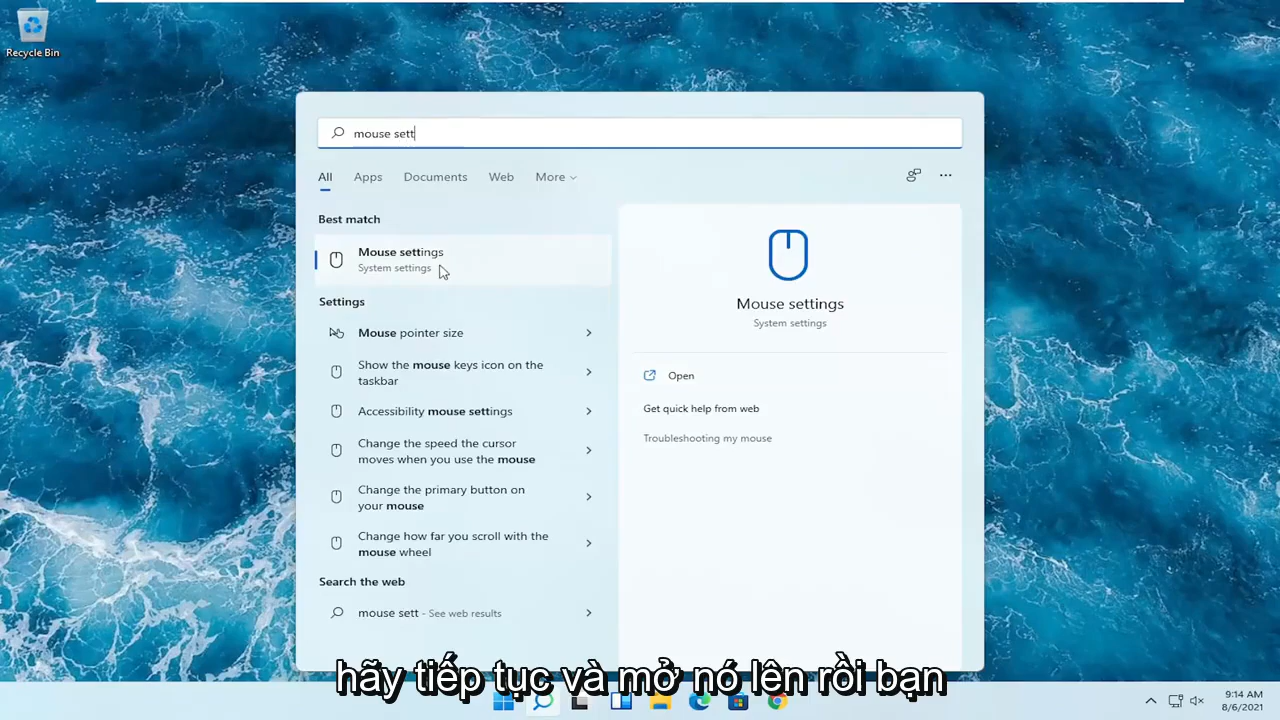 Recycle Bin
mouse sett
All Apps Documents Web More
Best match
Mouse settings
System settings
Settings
Mouse pointer size
Show the mouse keys icon on the
taskbar
Accessibility mouse settings
Change the speed the cursor
moves when you use the mouse
Change the primary button on
your mouse
Change how far you scroll with the
mouse wheel
Search the web
mouse sett - See web results
Mouse settings
System settings
Open
Get quick help from web
Troubleshooting my mouse
hãy tiếp tục và mở nó lên rồi bạn
9:14 AM
8/6/2021